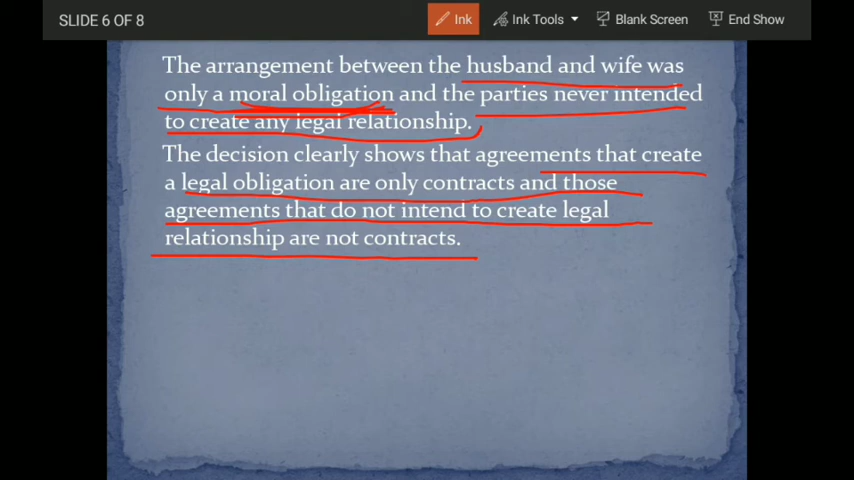 SLIDE 6 OF 8
Ink
Ink Tools
Blank Screen
End Show
The arrangement between the husband and wife was
only a moral obligation and the parties never intended
to create any legal relationship.
The decision clearly shows that agreements that create
a legal obligation are only contracts and those
agreements that do not intend to create legal
relationship are not contracts.